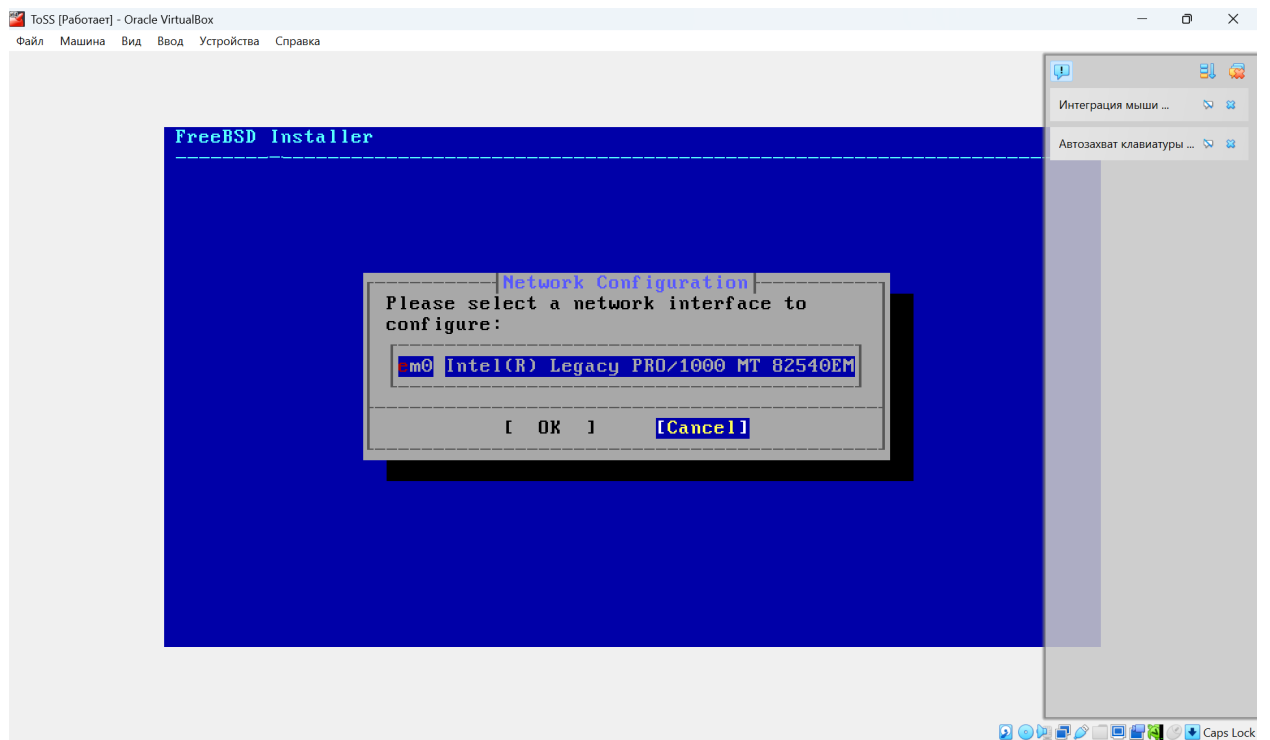 ToSS [Работает] - Oracle VirtualBox
Файл Машина Вид Ввод Устройства Справка
Интеграция мыши ...
Автозахват клавиатуры ...
FreeBSD Installer
Network Configuration
Please select a network interface to
configure:
em0 Intel(R) Legacy PRO/1000 MT 82540EM
[ OK ] [Cancel]
Caps Lock